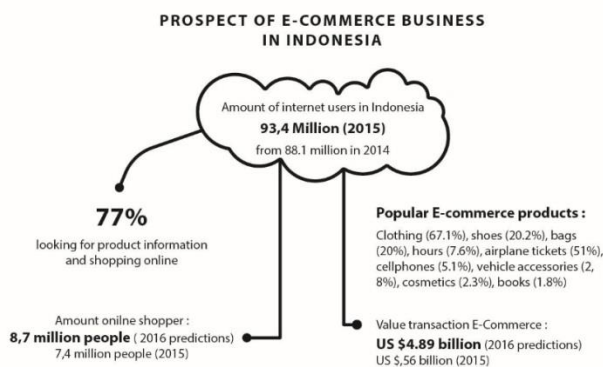 PROSPECT OF E-COMMERCE BUSINESS
IN INDONESIA
Amount of internet users in Indonesia
93,4 Million (2015)
from 88.1 million in 2014
77%
looking for product information
and shopping online
Popular E-commerce products :
Clothing (67.1%), shoes (20.2%), bags
(20%), hours (7.6%), airplane tickets (51%),
cellphones (5.1%), vehicle accessories (2,
8%), cosmetics (2.3%), books (1.8%)
Amount onilne shopper :
8,7 million people ( 2016 predictions)
7,4 million people (2015)
Value transaction E-Commerce :
US $4.89 billion (2016 predictions)
US $,56 billion (2015)